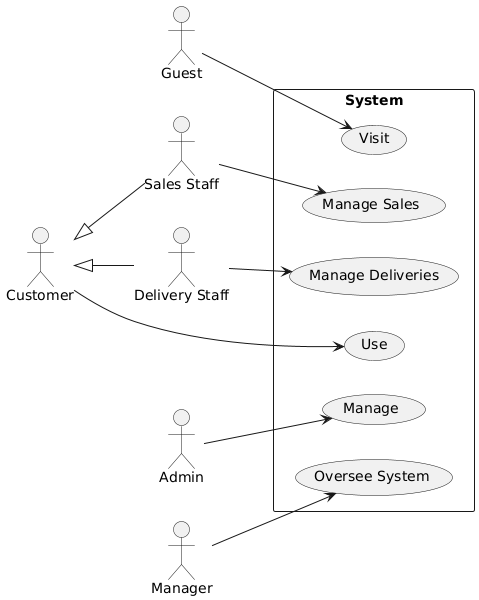 Guest
System
Visit
Sales Staff
Manage Sales
Customer
Delivery Staff
Manage Deliveries
Use
Admin
Manage
Oversee System
Manager